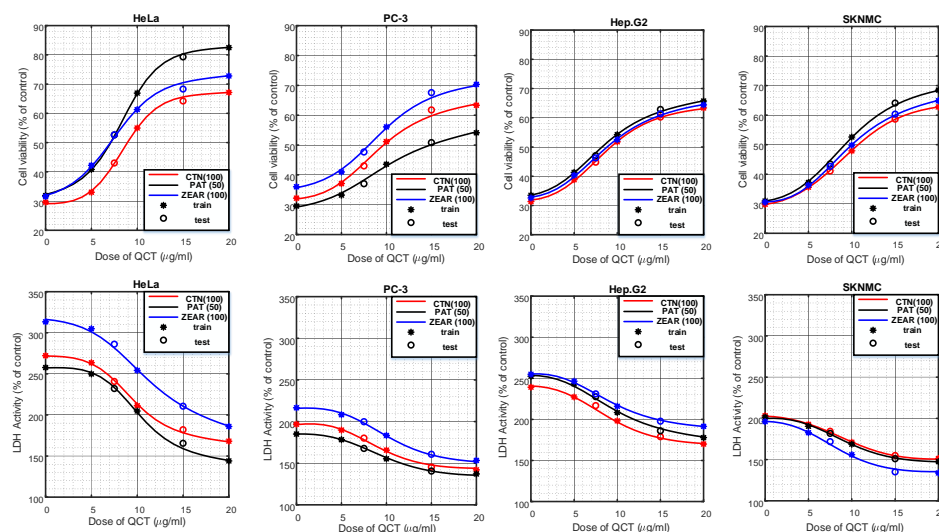 HeLa
PC-3
Hep.G2
SKNMC
Cell viability (% of control)
90
80
70
60
50
40
30
20
CTN(100)
PAT (50)
ZEAR (100)
train
test
0 5 10 15 20
Dose of QCT (μg/ml)
Cell viability (% of control)
90
80
70
60
50
40
30
20
CTN(100)
PAT (50)
ZEAR (100)
train
test
0 5 10 15 20
Dose of QCT (μg/ml)
Cell viability (% of control)
90
80
70
60
50
40
30
20
CTN(100)
PAT (50)
ZEAR (100)
train
test
0 5 10 15 20
Dose of QCT (μg/ml)
Cell viability (% of control)
90
80
70
60
50
40
30
20
CTN(100)
PAT (50)
ZEAR (100)
train
test
0 5 10 15 20
Dose of QCT (μg/ml)
HeLa
PC-3
Hep.G2
SKNMC
LDH Activity (% of control)
350
300
250
200
150
100
CTN(100)
PAT (50)
ZEAR (100)
train
test
0 5 10 15 20
Dose of QCT (μg/ml)
LDH Activity (% of control)
350
300
250
200
150
100
CTN(100)
PAT (50)
ZEAR (100)
train
test
0 5 10 15 20
Dose of QCT (μg/ml)
LDH Activity (% of control)
350
300
250
200
150
100
CTN(100)
PAT (50)
ZEAR (100)
train
test
0 5 10 15 20
Dose of QCT (μg/ml)
LDH Activity (% of control)
350
300
250
200
150
100
CTN(100)
PAT (50)
ZEAR (100)
train
test
0 5 10 15 20
Dose of QCT (μg/ml)